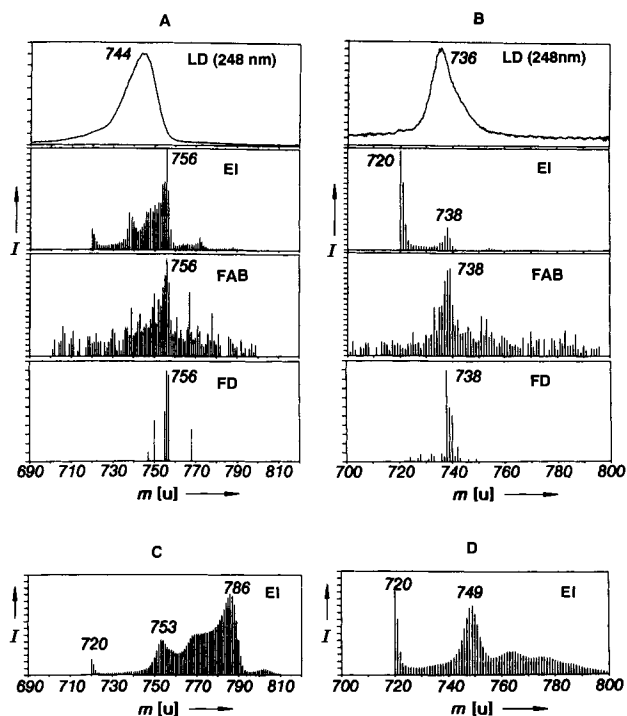 A
744
LD (248 nm)
756
EI
I
756
FAB
756
FD
690 710 730 750 770 790 810
m [u]
B
736
LD (248nm)
720
EI
738
I
738
FAB
738
FD
700 720 740 760 780 800
m [u]
C
EI
786
753
720
I
690 710 730 750 770 790 810
m [u]
D
EI
720
749
I
700 720 740 760 780 800
m [u]